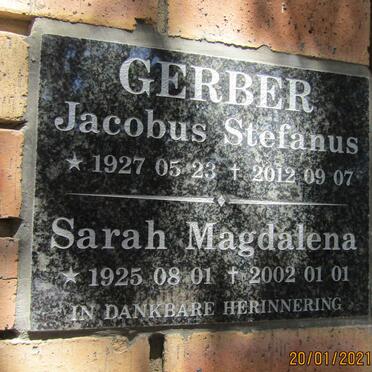 GERBER
Jacobus Stefanus
★ 1927 05 23 † 2012 09 07
Sarah Magdalena
★ 1925 08 01 † 2002 01 01
IN DANKBARE HERINNERING
20/01/2021